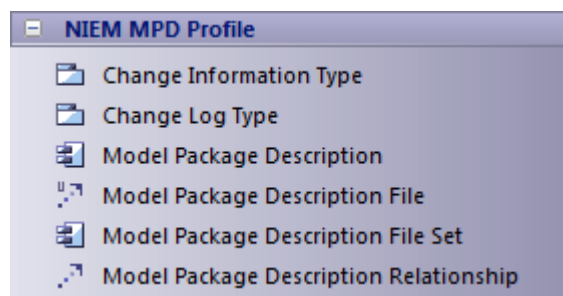 NIEM MPD Profile
Change Information Type
Change Log Type
Model Package Description
Model Package Description File
Model Package Description File Set
Model Package Description Relationship